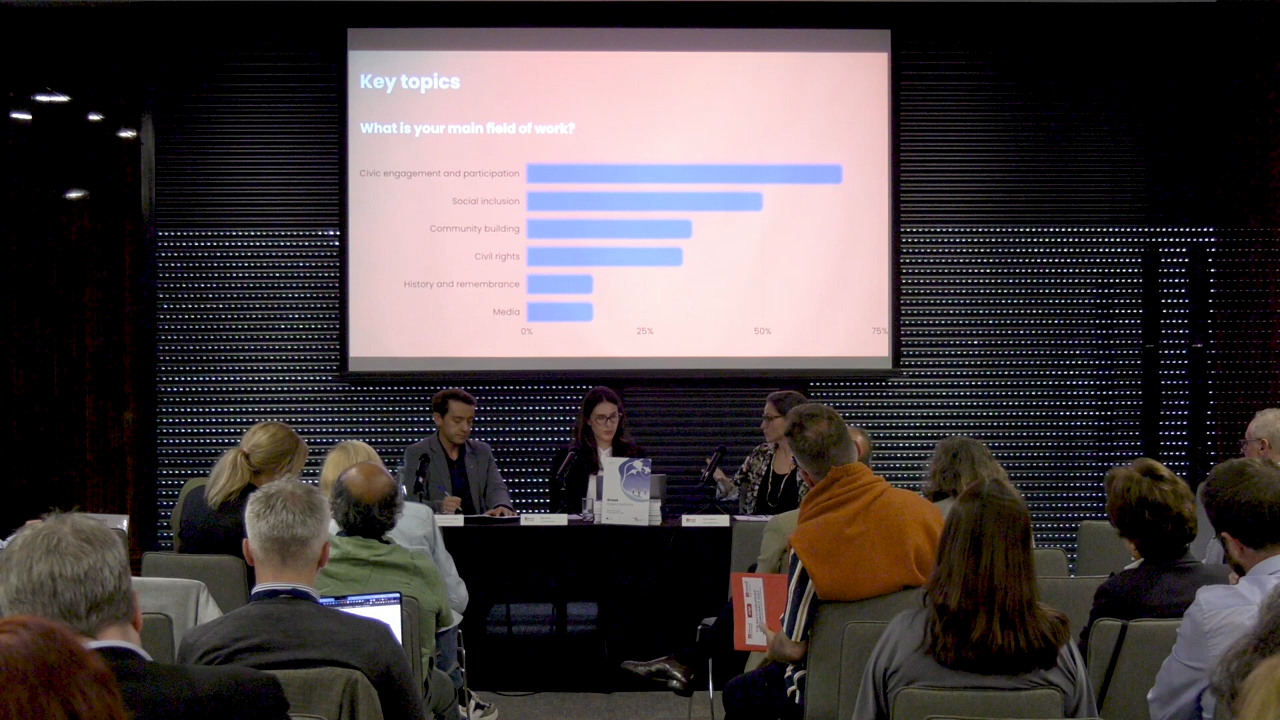 Key topics
What is your main field of work?
Civic engagement and participation
Social inclusion
Community building
Civil rights
History and remembrance
Media
0% 25% 50% 75%